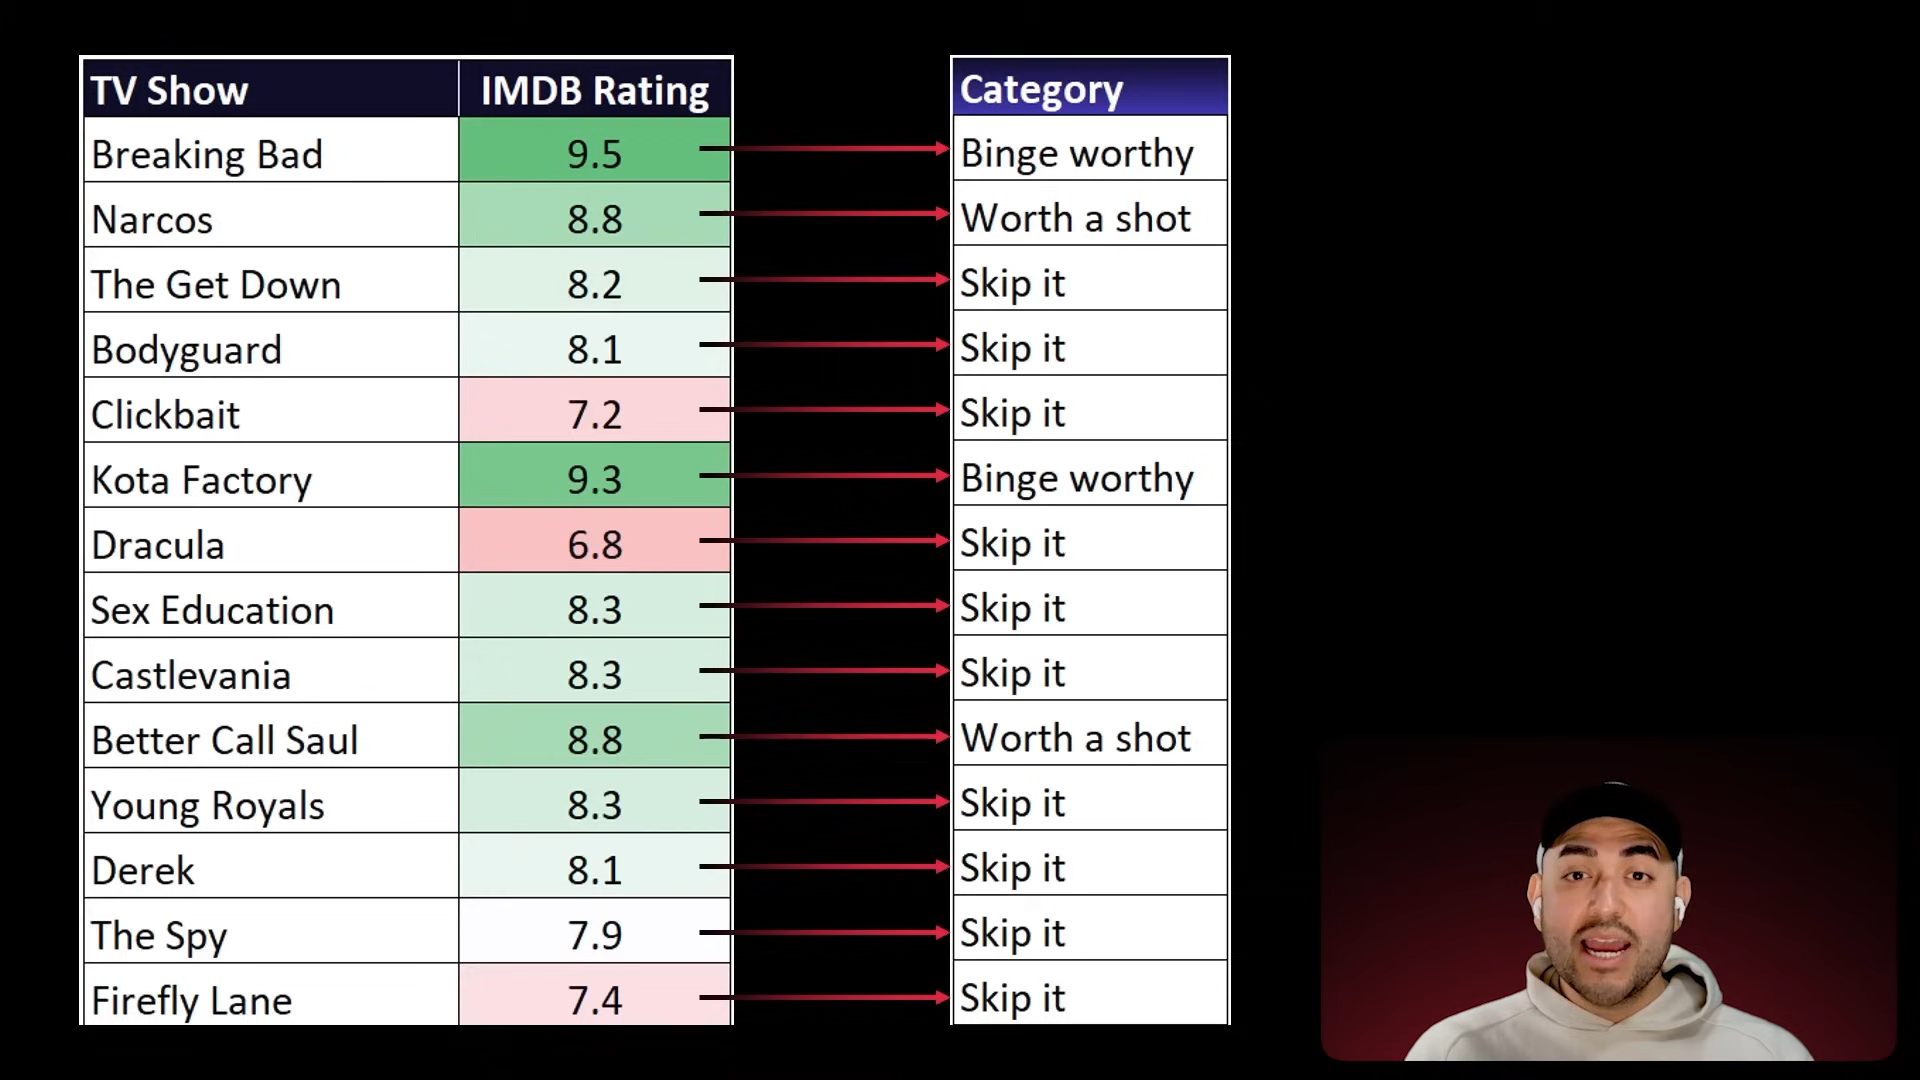 TV Show IMDB Rating Category
Breaking Bad 9.5 Binge worthy
Narcos 8.8 Worth a shot
The Get Down 8.2 Skip it
Bodyguard 8.1 Skip it
Clickbait 7.2 Skip it
Kota Factory 9.3 Binge worthy
Dracula 6.8 Skip it
Sex Education 8.3 Skip it
Castlevania 8.3 Skip it
Better Call Saul 8.8 Worth a shot
Young Royals 8.3 Skip it
Derek 8.1 Skip it
The Spy 7.9 Skip it
Firefly Lane 7.4 Skip it